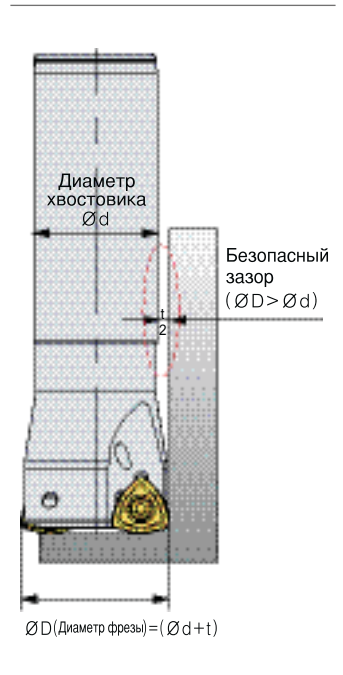 Диаметр
хвостовика
Ød
Безопасный
зазор
(ØD>Ød)
t
2
ØD(Диаметр фрезы)=(Ød+t)